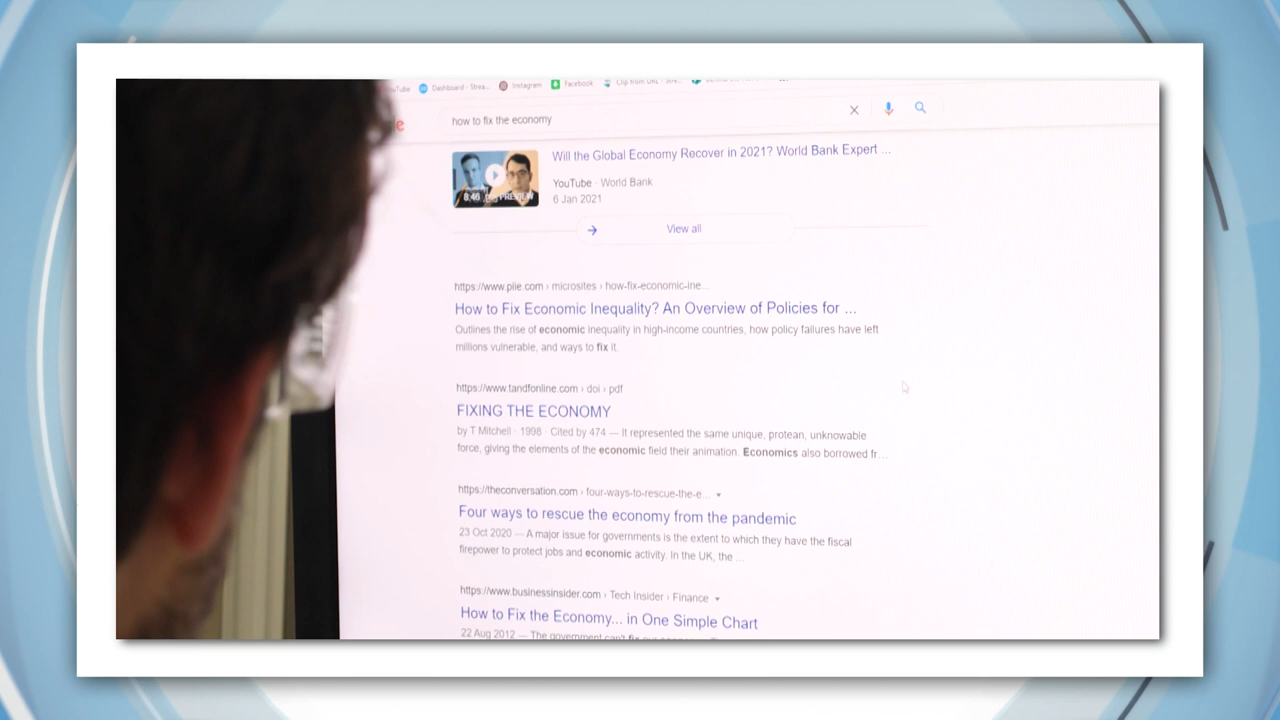 Dashboard - Strea... Instagram Facebook
e
how to fix the economy
Will the Global Economy Recover in 2021? World Bank Expert ...
8:46 PREVIEW
YouTube · World Bank
6 Jan 2021
View all
https://www.piie.com › microsites › how-fix-economic-ine...
How to Fix Economic Inequality? An Overview of Policies for ...
Outlines the rise of economic inequality in high-income countries, how policy failures have left
millions vulnerable, and ways to fix it.
https://www.tandfonline.com › doi › pdf
FIXING THE ECONOMY
by T Mitchell · 1998 · Cited by 474 — It represented the same unique, protean, unknowable
force, giving the elements of the economic field their animation. Economics also borrowed fr...
https://theconversation.com › four-ways-to-rescue-the-e...
Four ways to rescue the economy from the pandemic
23 Oct 2020 — A major issue for governments is the extent to which they have the fiscal
firepower to protect jobs and economic activity. In the UK, the ...
https://www.businessinsider.com › Tech Insider › Finance
How to Fix the Economy... in One Simple Chart
22 Aug 2012 — The government can't fix our